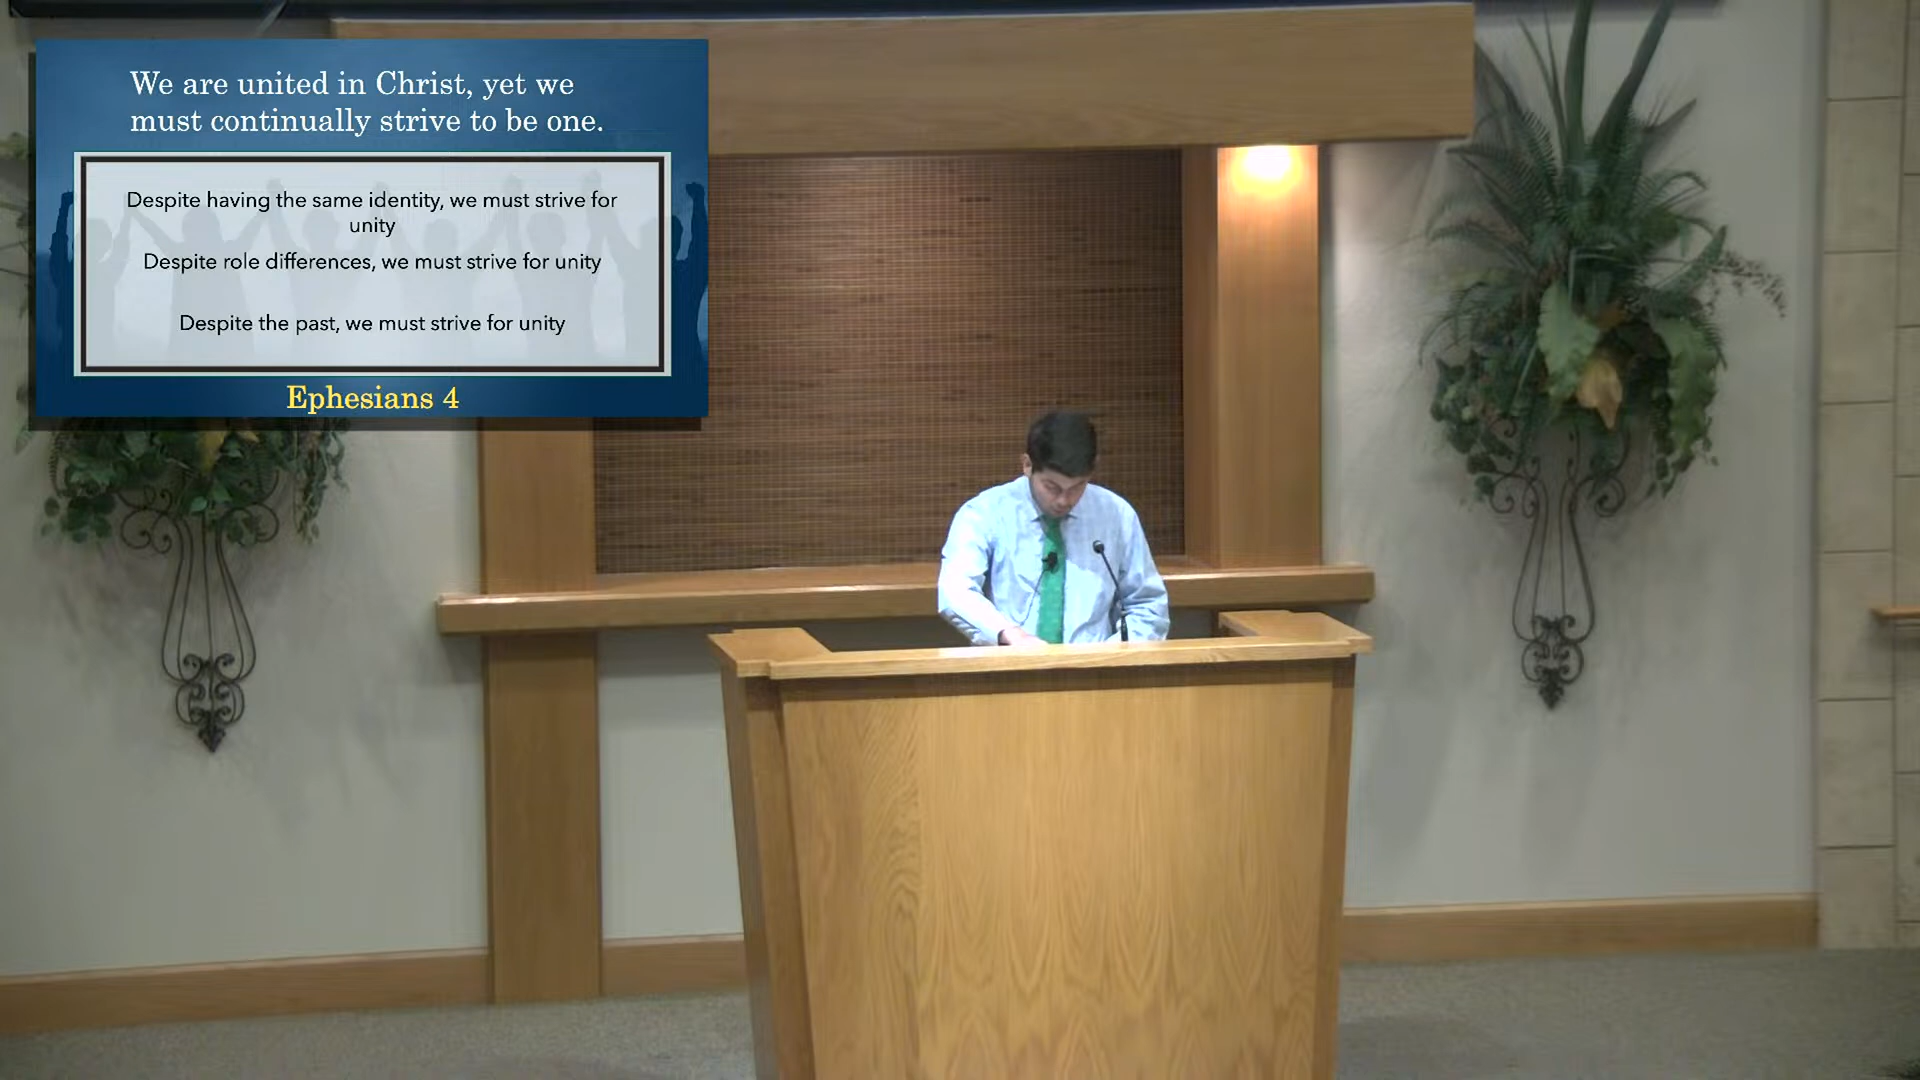 We are united in Christ, yet we
must continually strive to be one.
Despite having the same identity, we must strive for
unity
Despite role differences, we must strive for unity
Despite the past, we must strive for unity
Ephesians 4